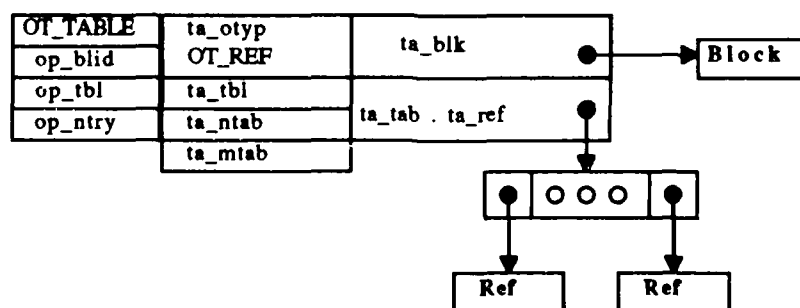 OT_TABLE
op_blid
op_tbl
op_ntry
ta_otyp
OT_REF
ta_tbl
ta_ntab
ta_mtab
ta_blk
ta_tab . ta_ref
Block
Ref
Ref